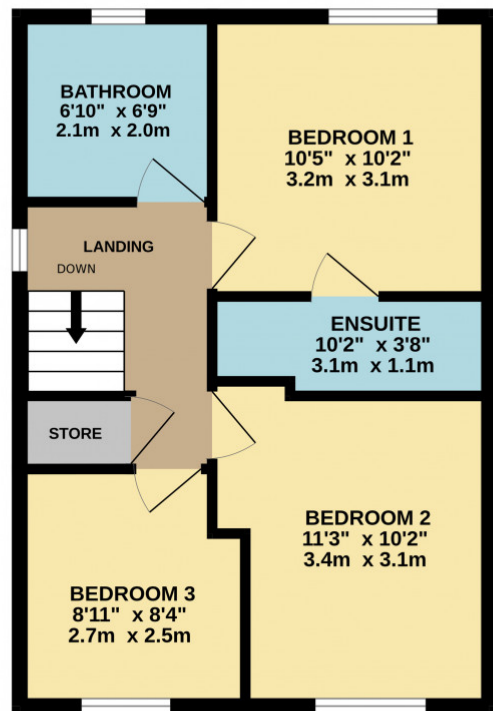 BATHROOM
6'10" x 6'9"
2.1m x 2.0m
BEDROOM 1
10'5" x 10'2"
3.2m x 3.1m
LANDING
DOWN
ENSUITE
10'2" x 3'8"
3.1m x 1.1m
STORE
BEDROOM 2
11'3" x 10'2"
3.4m x 3.1m
BEDROOM 3
8'11" x 8'4"
2.7m x 2.5m